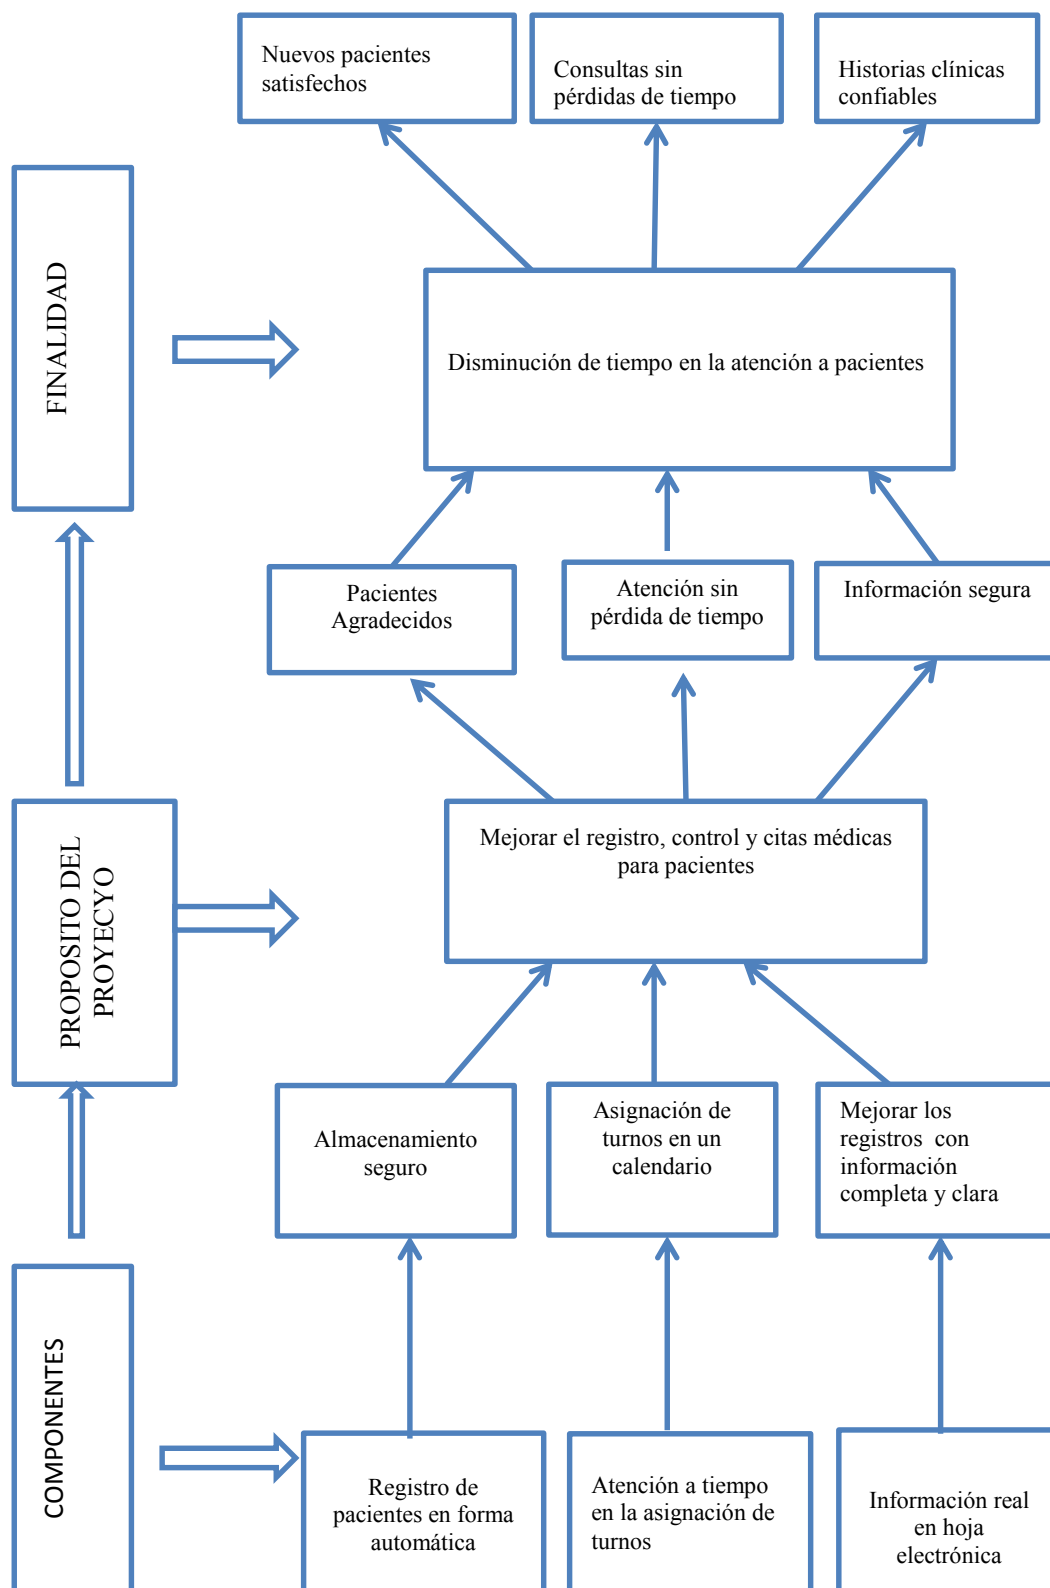 Nuevos pacientes
satisfechos
Consultas sin
pérdidas de tiempo
Historias clínicas
confiables
FINALIDAD
Disminución de tiempo en la atención a pacientes
Pacientes
Agradecidos
Atención sin
pérdida de tiempo
Información segura
PROPOSITO DEL
PROYECYO
Mejorar el registro, control y citas médicas
para pacientes
Almacenamiento
seguro
Asignación de
turnos en un
calendario
Mejorar los
registros con
información
completa y clara
COMPONENTES
Registro de
pacientes en forma
automática
Atención a tiempo
en la asignación de
turnos
Información real
en hoja
electrónica